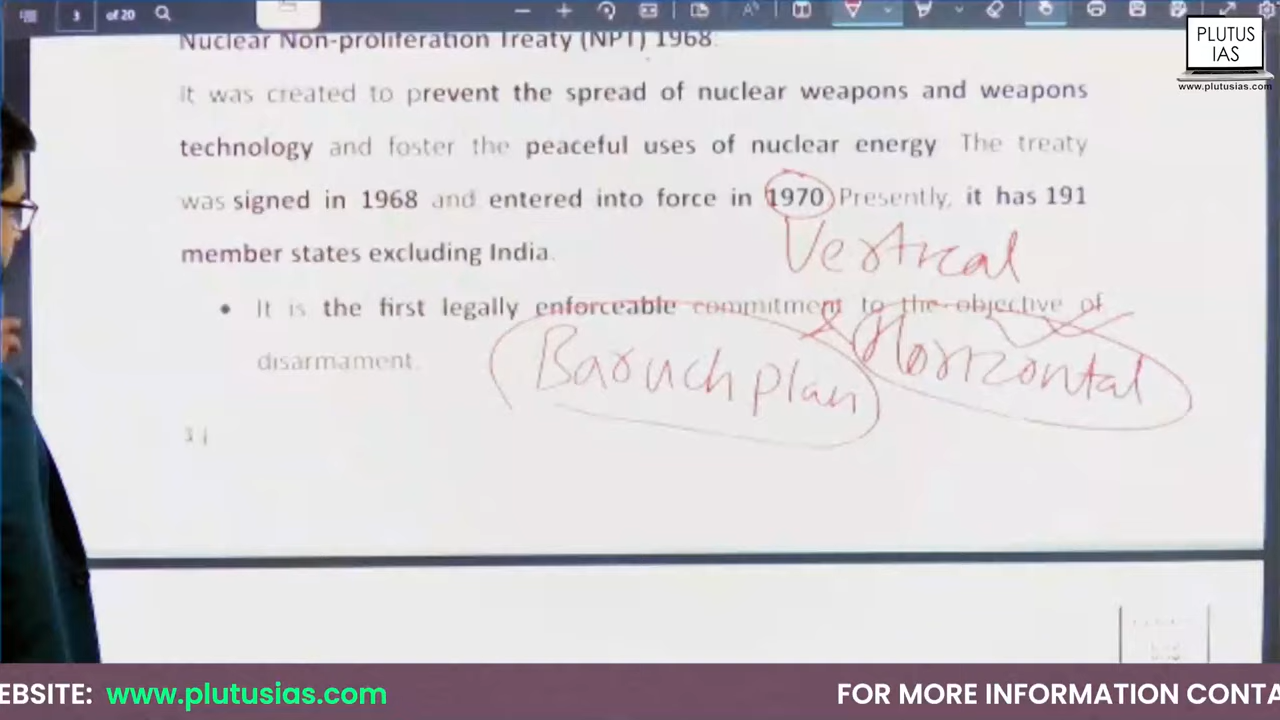 3 of 20
PLUTUS
IAS
www.plutusias.com
Nuclear Non-proliferation Treaty (NPT) 1968
It was created to prevent the spread of nuclear weapons and weapons
technology and foster the peaceful uses of nuclear energy The treaty
was signed in 1968 and entered into force in 1970 Presently, it has 191
member states excluding India.
Vertical
• It is the first legally enforceable commitment to the objective of
disarmament.
Baruch plan
Horizontal
3 |
EBSITE: www.plutusias.com
FOR MORE INFORMATION CONTA